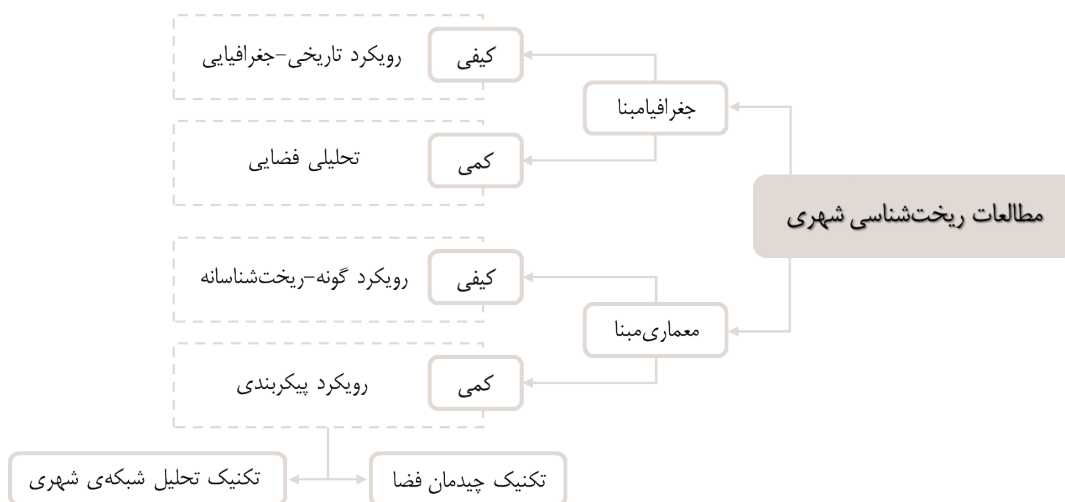 مطالعات ریخت‌شناسی شهری
جغرافیامبنا
کیفی
رویکرد تاریخی-جغرافیایی
کمی
تحلیلی فضایی
معماری‌مبنا
کیفی
رویکرد گونه-ریخت‌شناسانه
کمی
رویکرد پیکربندی
تکنیک چیدمان فضا
تکنیک تحلیل شبکه‌ی شهری